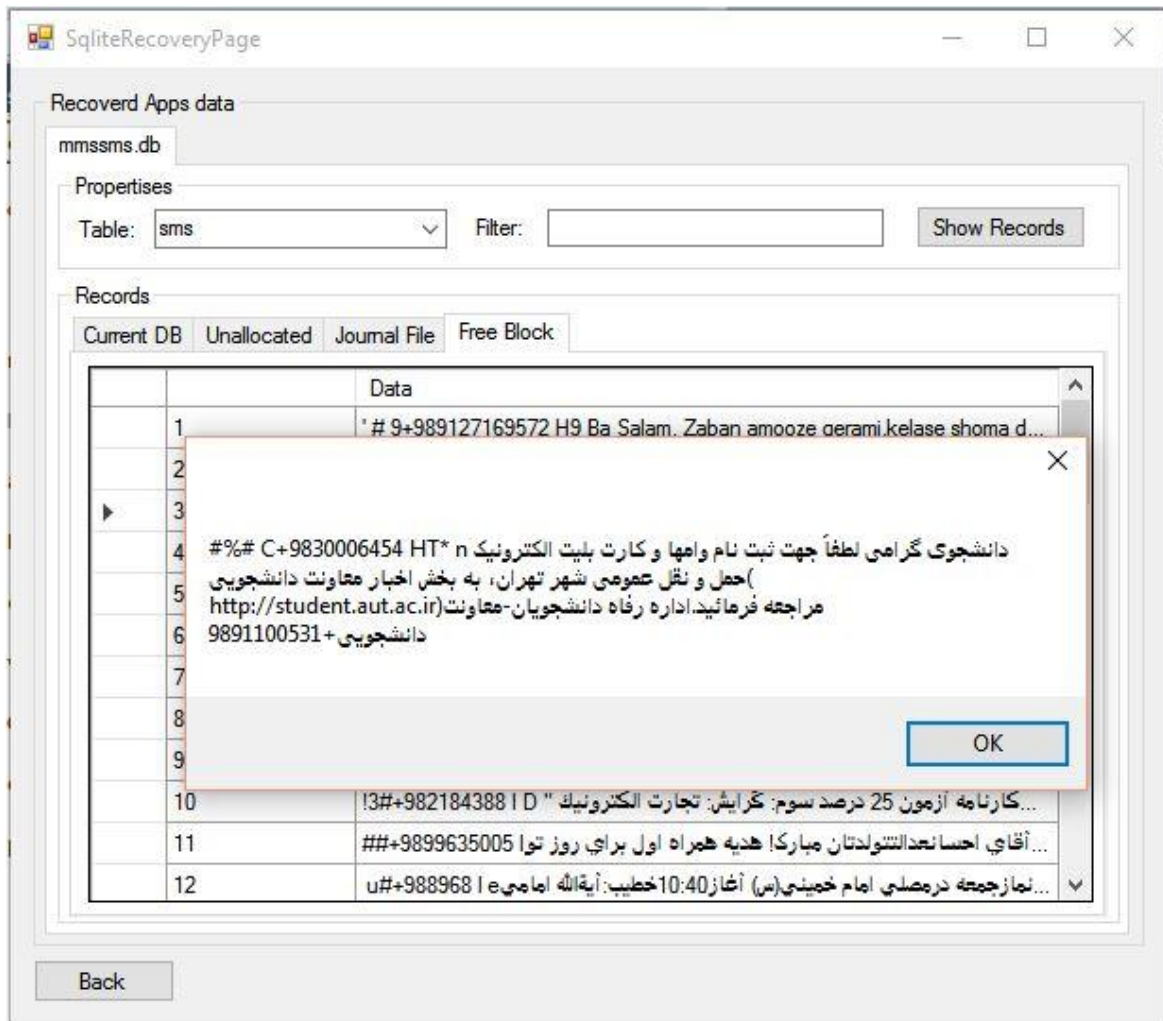 SqliteRecoveryPage
Recoverd Apps data
mmssms.db
Propertises
Table: sms Filter: Show Records
Records
Current DB Unallocated Journal File Free Block
Data
1 ' # 9+989127169572 H9 Ba Salam, Zaban amooze gerami,kelase shoma d...
2
3
4
5
6
7
8
9
#%# C+9830006454 HT* n دانشجوی گرامی لطفاً جهت ثبت نام وامها و کارت بلیت الکترونیک
حمل و نقل عمومی شهر تهران، به بخش اخبار معاونت دانشجویی(
http://student.aut.ac.ir)مراجعه فرمائید.اداره رفاه دانشجویان-معاونت
دانشجویی+9891100531
OK
10 !3#+982184388 I D " کارنامه آزمون 25 درصد سوم: گرایش: تجارت الکترونيك...
11 ##+9899635005 آقاي احسانعدالتتولدتان مبارک! هدیه همراه اول براي روز توا...
12 u#+988968 I e نمازجمعه درمصلي امام خميني(س) آغاز10:40خطيب:آيةالله امامي...
Back